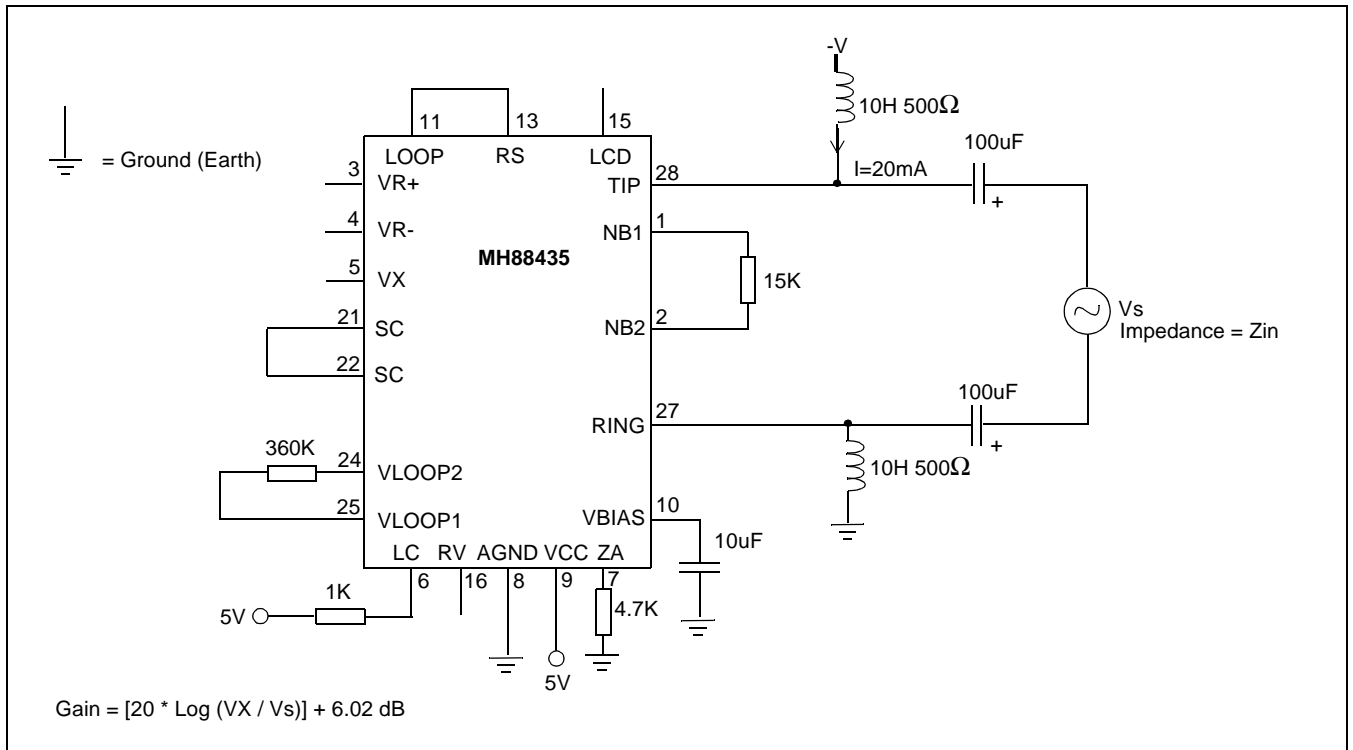 -V
10H 500Ω
11
13
15
100uF
= Ground (Earth)
LOOP
RS
LCD
3
VR+
TIP
28
I=20mA
+
4
VR-
NB1
1
MH88435
5
VX
15K
21
SC
NB2
2
Vs
Impedance = Zin
22
SC
100uF
RING
27
+
360K
24
VLOOP2
10H 500Ω
25
VLOOP1
VBIAS
10
10uF
LC
RV
AGND
VCC
ZA
6
16
8
9
7
1K
5V
4.7K
5V
Gain = [20 * Log (VX / Vs)] + 6.02 dB